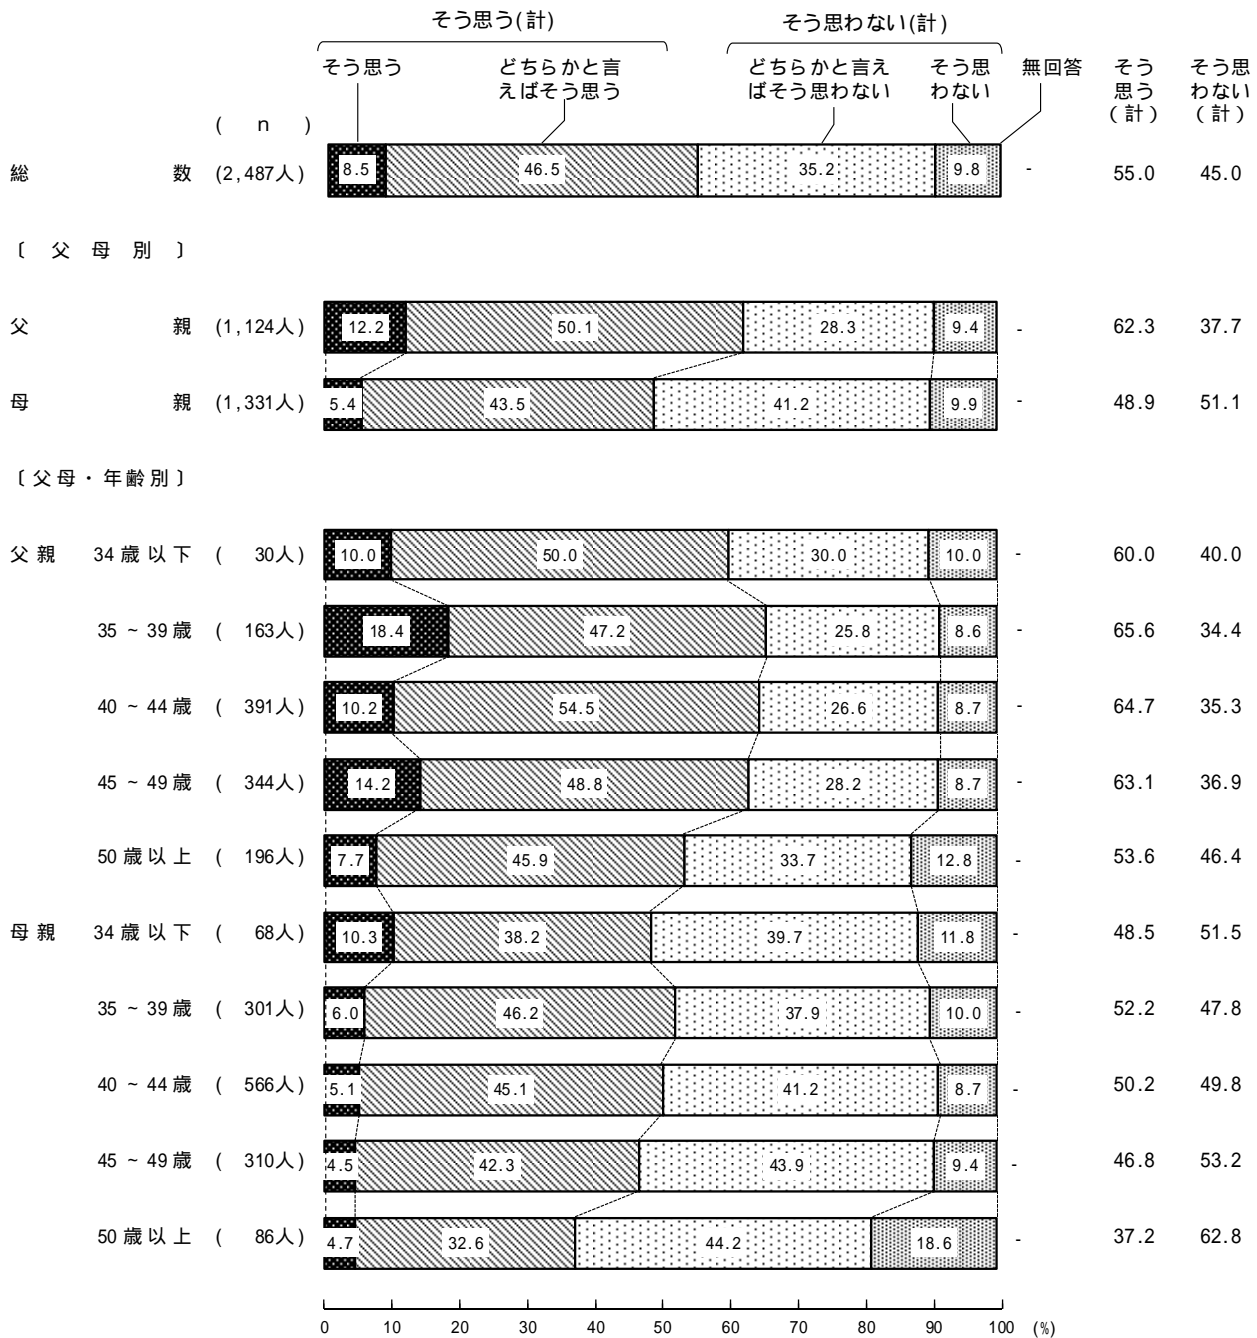 そう思う(計) そう思わない(計)
そう思う どちらかと言 どちらかと言え そう思 無回答 そう そう思
えばそう思う ばそう思わない わない 思う わない
(計) (計)
( n )
総 数 (2,487人) 8.5 46.5 35.2 9.8 - 55.0 45.0
〔 父 母 別 〕
父 親 (1,124人) 12.2 50.1 28.3 9.4 - 62.3 37.7
母 親 (1,331人) 5.4 43.5 41.2 9.9 - 48.9 51.1
〔父母・年齢別〕
父親 34歳以下 ( 30人) 10.0 50.0 30.0 10.0 - 60.0 40.0
35 ~ 39歳 ( 163人) 18.4 47.2 25.8 8.6 - 65.6 34.4
40 ~ 44歳 ( 391人) 10.2 54.5 26.6 8.7 - 64.7 35.3
45 ~ 49歳 ( 344人) 14.2 48.8 28.2 8.7 - 63.1 36.9
50歳以上 ( 196人) 7.7 45.9 33.7 12.8 - 53.6 46.4
母親 34歳以下 ( 68人) 10.3 38.2 39.7 11.8 - 48.5 51.5
35 ~ 39歳 ( 301人) 6.0 46.2 37.9 10.0 - 52.2 47.8
40 ~ 44歳 ( 566人) 5.1 45.1 41.2 8.7 - 50.2 49.8
45 ~ 49歳 ( 310人) 4.5 42.3 43.9 9.4 - 46.8 53.2
50歳以上 ( 86人) 4.7 32.6 44.2 18.6 - 37.2 62.8
0 10 20 30 40 50 60 70 80 90 100 (%)